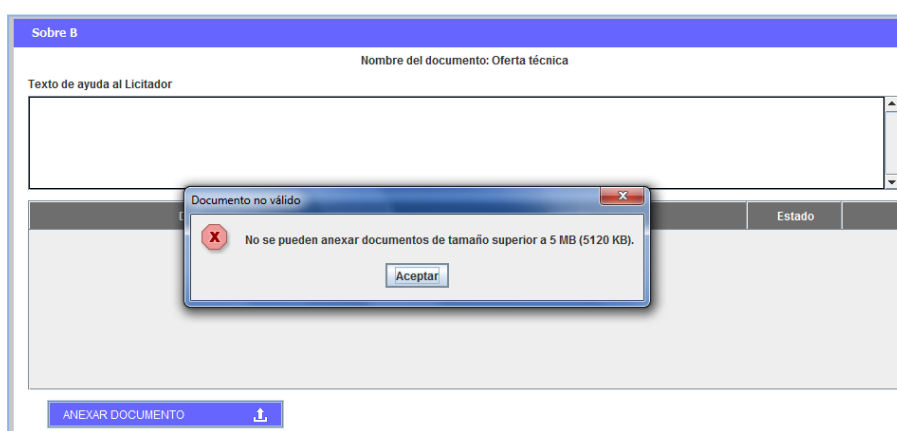 Sobre B
Nombre del documento: Oferta técnica
Texto de ayuda al Licitador
Documento no válido
Estado
No se pueden anexar documentos de tamaño superior a 5 MB (5120 KB).
Aceptar
ANEXAR DOCUMENTO